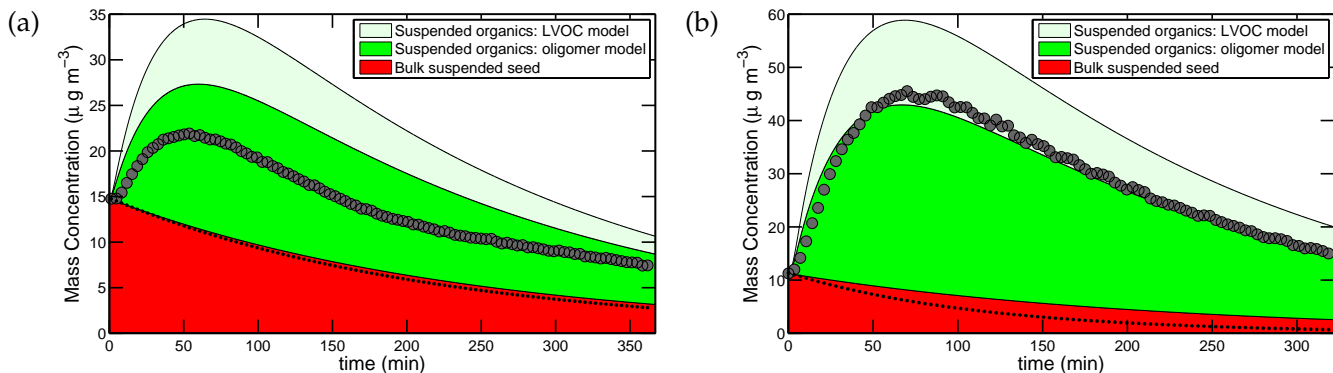 (a)
Mass Concentration (μ g m⁻³)
35
30
25
20
15
10
5
0
Suspended organics: LVOC model
Suspended organics: oligomer model
Bulk suspended seed
0 50 100 150 200 250 300 350
time (min)
(b)
Mass Concentration (μ g m⁻³)
60
50
40
30
20
10
0
Suspended organics: LVOC model
Suspended organics: oligomer model
Bulk suspended seed
0 50 100 150 200 250 300
time (min)